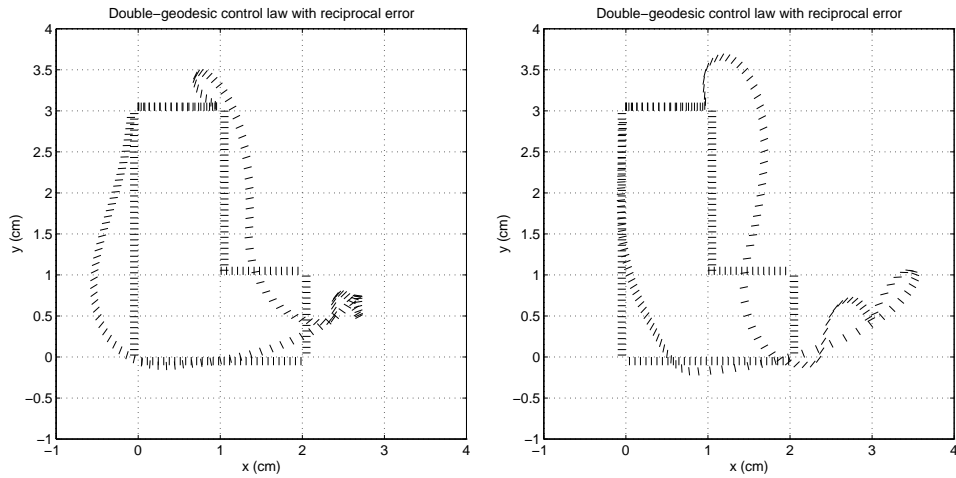 Double−geodesic control law with reciprocal error
4
3.5
3
2.5
2
1.5
1
0.5
0
−0.5
−1
−1 0 1 2 3 4
x (cm)
y (cm)
Double−geodesic control law with reciprocal error
4
3.5
3
2.5
2
1.5
1
0.5
0
−0.5
−1
−1 0 1 2 3 4
x (cm)
y (cm)